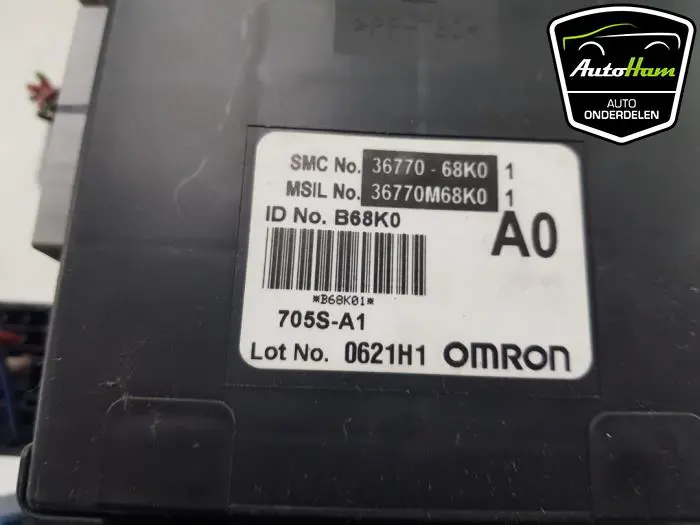 AutoHam
AUTO
ONDERDELEN
SMC No. 36770 - 68K0 1
MSIL No. 36770M68K0 1
ID No. B68K0
A0
*B68K01*
705S-A1
Lot No. 0621H1 OMRON